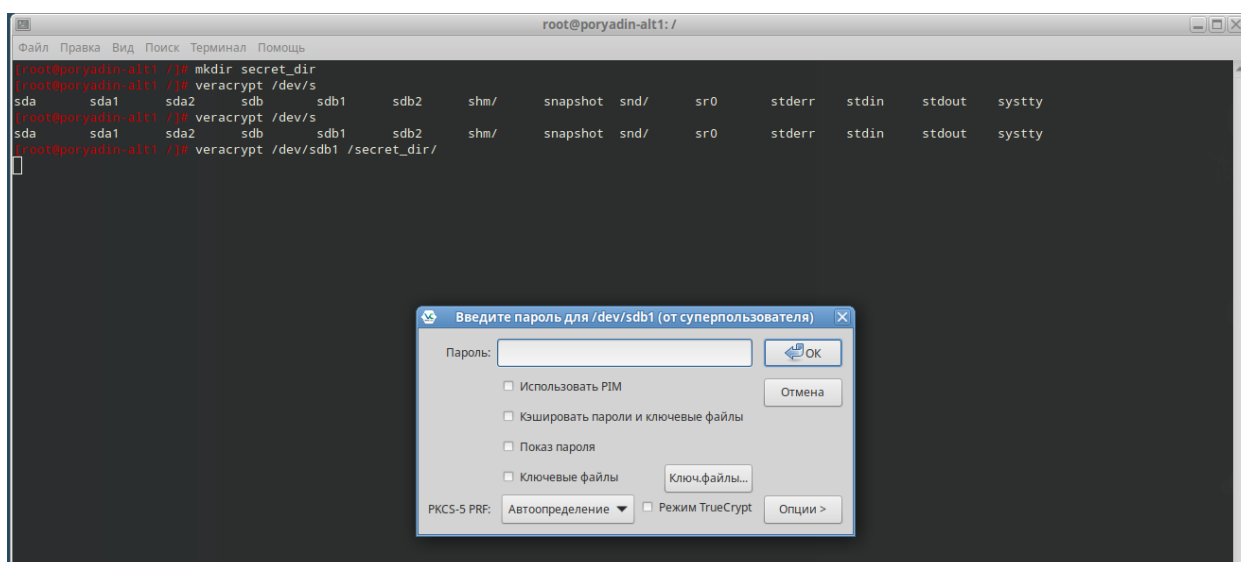 root@poryadin-alt1: /
Файл Правка Вид Поиск Терминал Помощь
[root@poryadin-alt1 /]# mkdir secret_dir
[root@poryadin-alt1 /]# veracrypt /dev/s
sda sda1 sda2 sdb sdb1 sdb2 shm/ snapshot snd/ sr0 stderr stdin stdout systty
[root@poryadin-alt1 /]# veracrypt /dev/s
sda sda1 sda2 sdb sdb1 sdb2 shm/ snapshot snd/ sr0 stderr stdin stdout systty
[root@poryadin-alt1 /]# veracrypt /dev/sdb1 /secret_dir/
Введите пароль для /dev/sdb1 (от суперпользователя)
Пароль: OK
Использовать PIM Отмена
Кэшировать пароли и ключевые файлы
Показ пароля
Ключевые файлы Ключ.файлы...
PKCS-5 PRF: Автоопределение Режим TrueCrypt Опции >